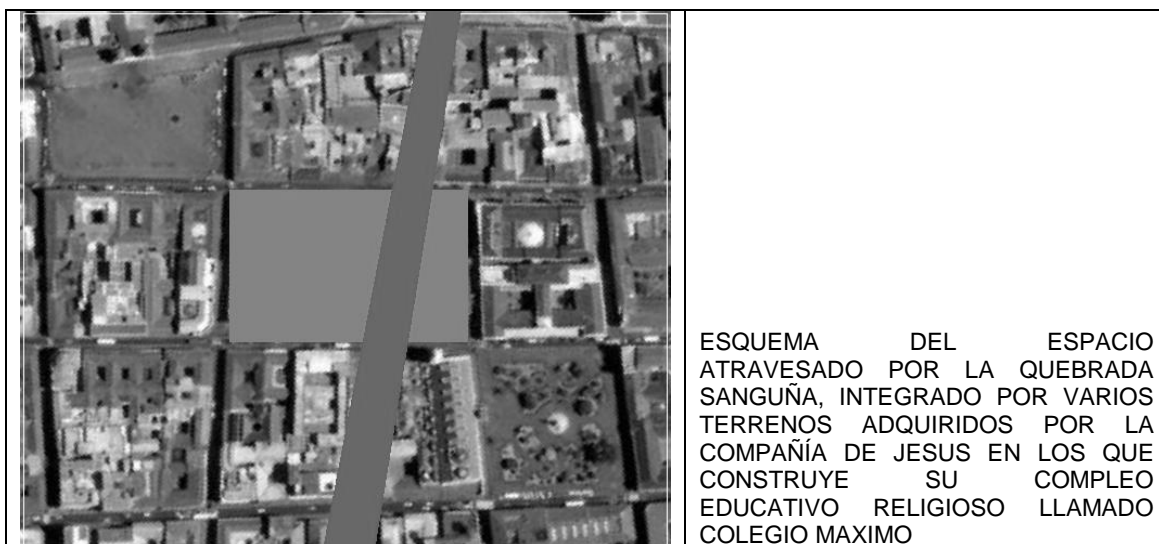 ESQUEMA DEL ESPACIO
ATRAVESADO POR LA QUEBRADA
SANGUÑA, INTEGRADO POR VARIOS
TERRENOS ADQUIRIDOS POR LA
COMPAÑÍA DE JESUS EN LOS QUE
CONSTRUYE SU COMPLEO
EDUCATIVO RELIGIOSO LLAMADO
COLEGIO MAXIMO